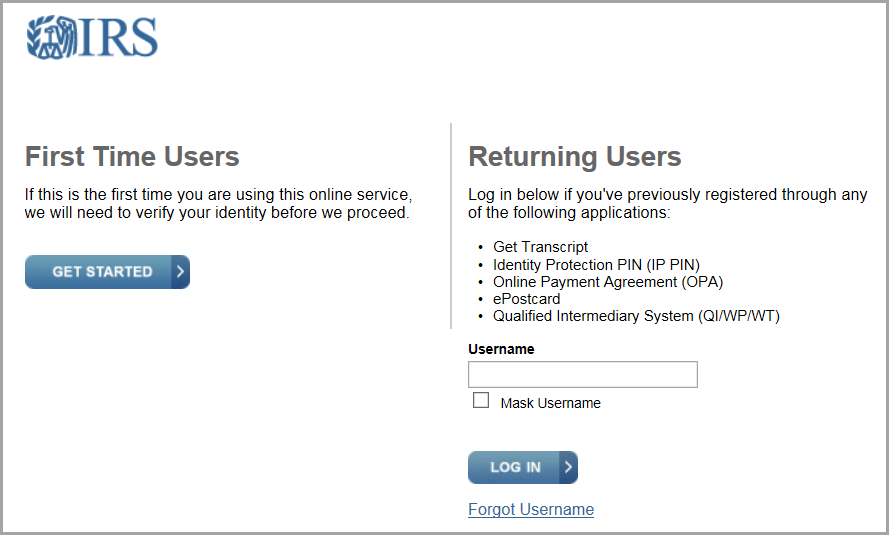 IRS
First Time Users
If this is the first time you are using this online service,
we will need to verify your identity before we proceed.
GET STARTED
Returning Users
Log in below if you've previously registered through any
of the following applications:
• Get Transcript
• Identity Protection PIN (IP PIN)
• Online Payment Agreement (OPA)
• ePostcard
• Qualified Intermediary System (QI/WP/WT)
Username
Mask Username
LOG IN
Forgot Username